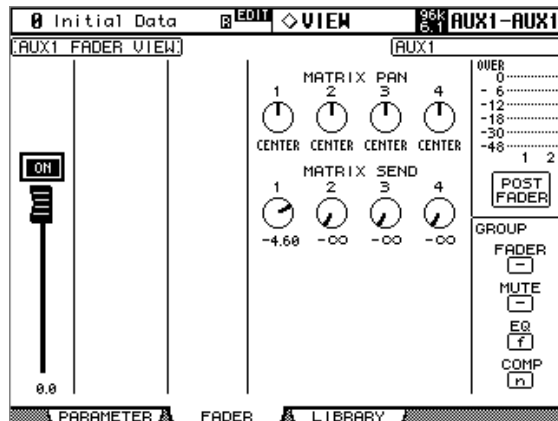 0 Initial Data R EDIT ◇VIEW 96k 6.1 AUX1-AUX1
AUX1 FADER VIEW
AUX1
MATRIX PAN
1 2 3 4
CENTER CENTER CENTER CENTER
MATRIX SEND
1 2 3 4
-4.60 -∞ -∞ -∞
ON
0.0
OVER
0
-6
-12
-18
-30
-48
1 2
POST
FADER
GROUP
FADER
-
MUTE
-
EQ
f
COMP
n
PARAMETER FADER LIBRARY